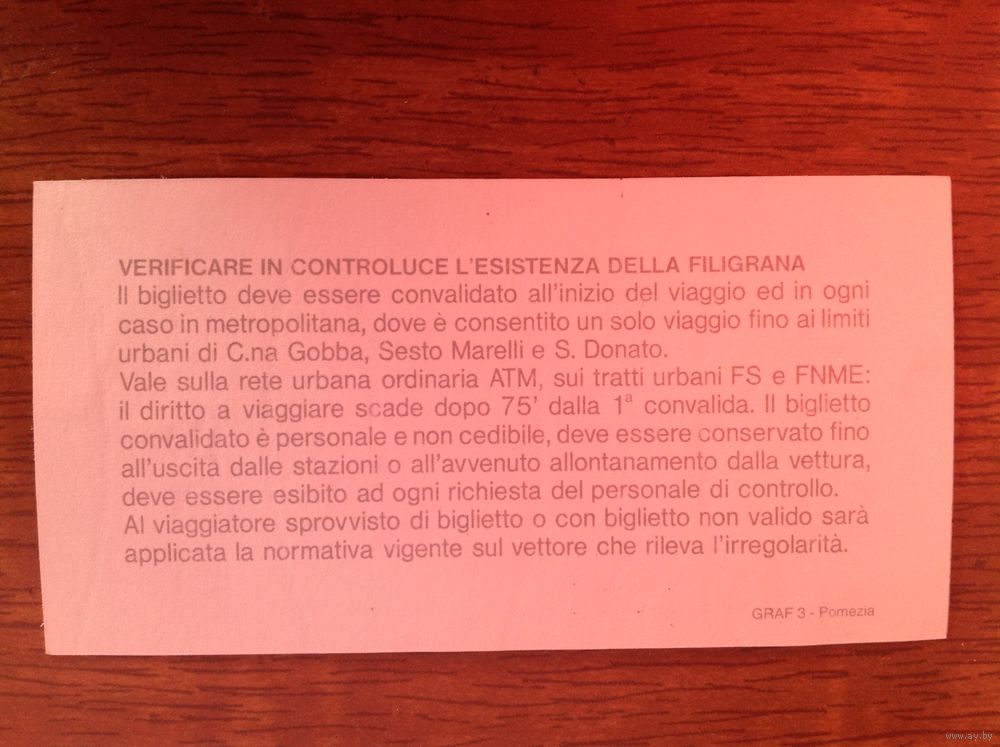 VERIFICARE IN CONTROLUCE L'ESISTENZA DELLA FILIGRANA
Il biglietto deve essere convalidato all'inizio del viaggio ed in ogni
caso in metropolitana, dove è consentito un solo viaggio fino ai limiti
urbani di C.na Gobba, Sesto Marelli e S. Donato.
Vale sulla rete urbana ordinaria ATM, sui tratti urbani FS e FNME:
il diritto a viaggiare scade dopo 75' dalla 1ª convalida. Il biglietto
convalidato è personale e non cedibile, deve essere conservato fino
all'uscita dalle stazioni o all'avvenuto allontanamento dalla vettura,
deve essere esibito ad ogni richiesta del personale di controllo.
Al viaggiatore sprovvisto di biglietto o con biglietto non valido sarà
applicata la normativa vigente sul vettore che rileva l'irregolarità.
GRAF 3 - Pomezia
www.ay.by